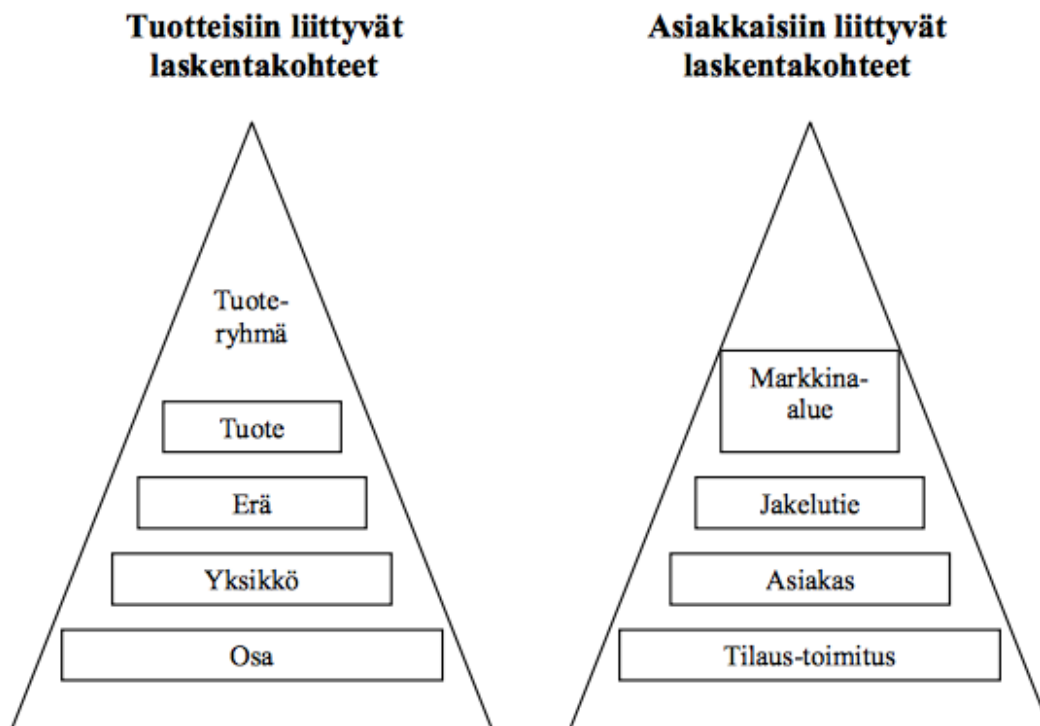 Tuotteisiin liittyvät
laskentakohteet
Tuote-
ryhmä
Tuote
Erä
Yksikkö
Osa
Asiakkaisiin liittyvät
laskentakohteet
Markkina-
alue
Jakelutie
Asiakas
Tilaus-toimitus